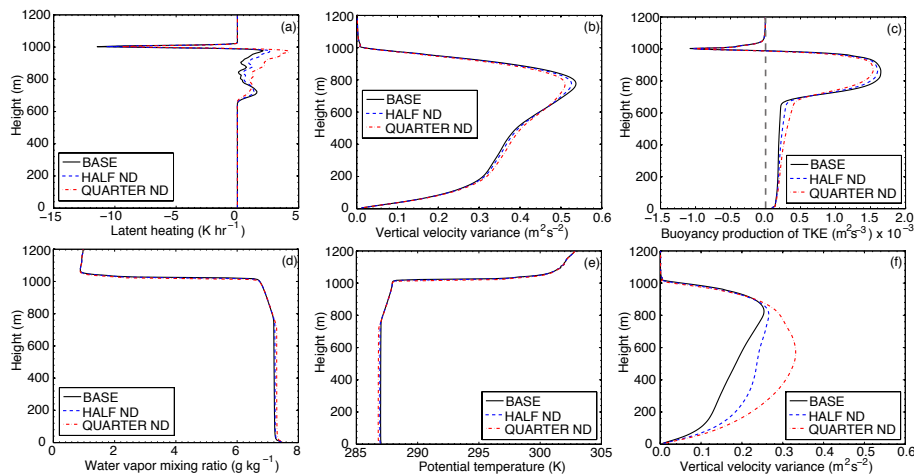 (a)
1200
1000
800
600
400
200
0
Height (m)
BASE
HALF ND
QUARTER ND
−15
−10
−5
0
5
Latent heating (K hr⁻¹)
(b)
1200
1000
800
600
400
200
0
Height (m)
BASE
HALF ND
QUARTER ND
0.0
0.1
0.2
0.3
0.4
0.5
0.6
Vertical velocity variance (m²s⁻²)
(c)
1200
1000
800
600
400
200
0
Height (m)
BASE
HALF ND
QUARTER ND
−1.5
−1.0
−0.5
0.0
0.5
1.0
1.5
2.0
Buoyancy production of TKE (m²s⁻³) x 10⁻³
(d)
1200
1000
800
600
400
200
0
Height (m)
BASE
HALF ND
QUARTER ND
0
2
4
6
8
Water vapor mixing ratio (g kg⁻¹)
(e)
1200
1000
800
600
400
200
0
Height (m)
BASE
HALF ND
QUARTER ND
285
290
295
300
305
Potential temperature (K)
(f)
1200
1000
800
600
400
200
0
Height (m)
BASE
HALF ND
QUARTER ND
0.0
0.1
0.2
0.3
0.4
0.5
0.6
Vertical velocity variance (m²s⁻²)